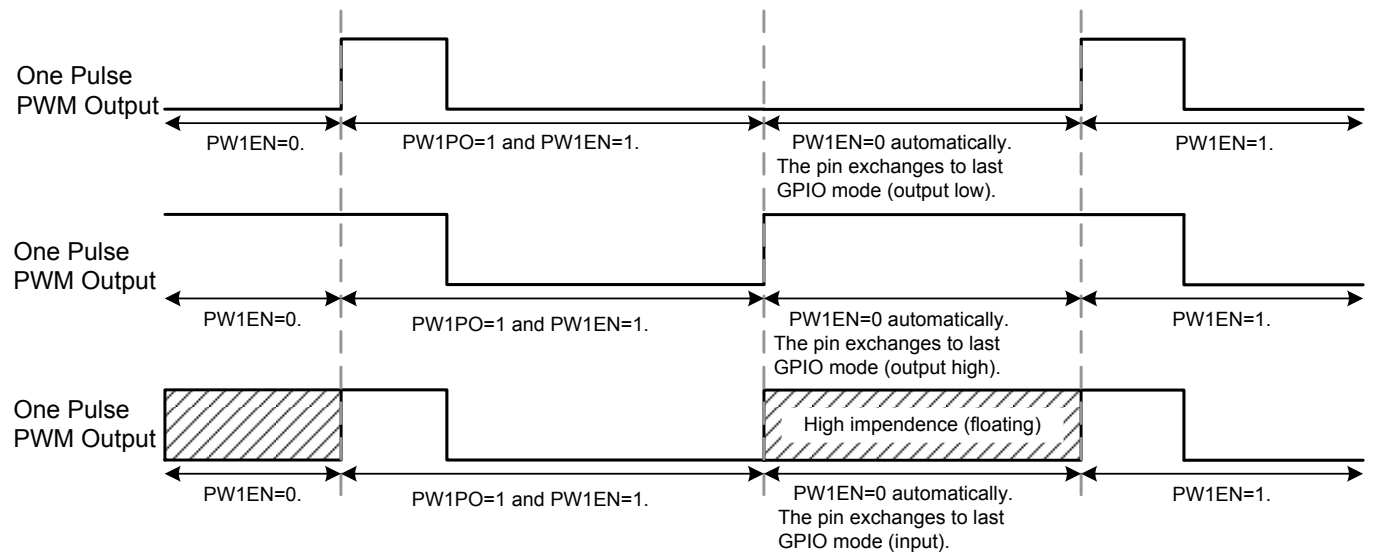 One Pulse
PWM Output
PW1EN=0.
PW1PO=1 and PW1EN=1.
PW1EN=0 automatically.
The pin exchanges to last
GPIO mode (output low).
PW1EN=1.
One Pulse
PWM Output
PW1EN=0.
PW1PO=1 and PW1EN=1.
PW1EN=0 automatically.
The pin exchanges to last
GPIO mode (output high).
PW1EN=1.
One Pulse
PWM Output
High impendence (floating)
PW1EN=0.
PW1PO=1 and PW1EN=1.
PW1EN=0 automatically.
The pin exchanges to last
GPIO mode (input).
PW1EN=1.